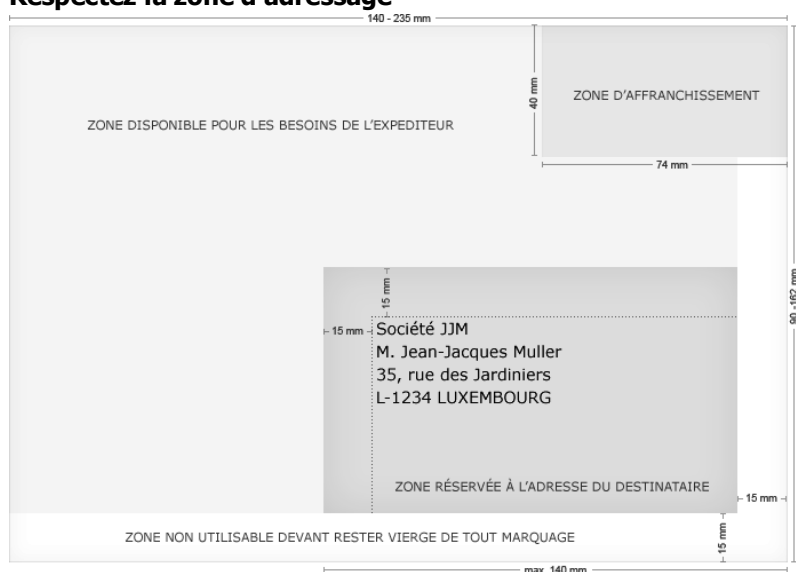 Respectez la zone d'adressage
140 - 235 mm
40 mm
ZONE D'AFFRANCHISSEMENT
ZONE DISPONIBLE POUR LES BESOINS DE L'EXPEDITEUR
74 mm
15 mm
90 -162 mm
15 mm
Société JJM
M. Jean-Jacques Muller
35, rue des Jardiniers
L-1234 LUXEMBOURG
ZONE RÉSERVÉE À L'ADRESSE DU DESTINATAIRE
15 mm
ZONE NON UTILISABLE DEVANT RESTER VIERGE DE TOUT MARQUAGE
15 mm
max. 140 mm